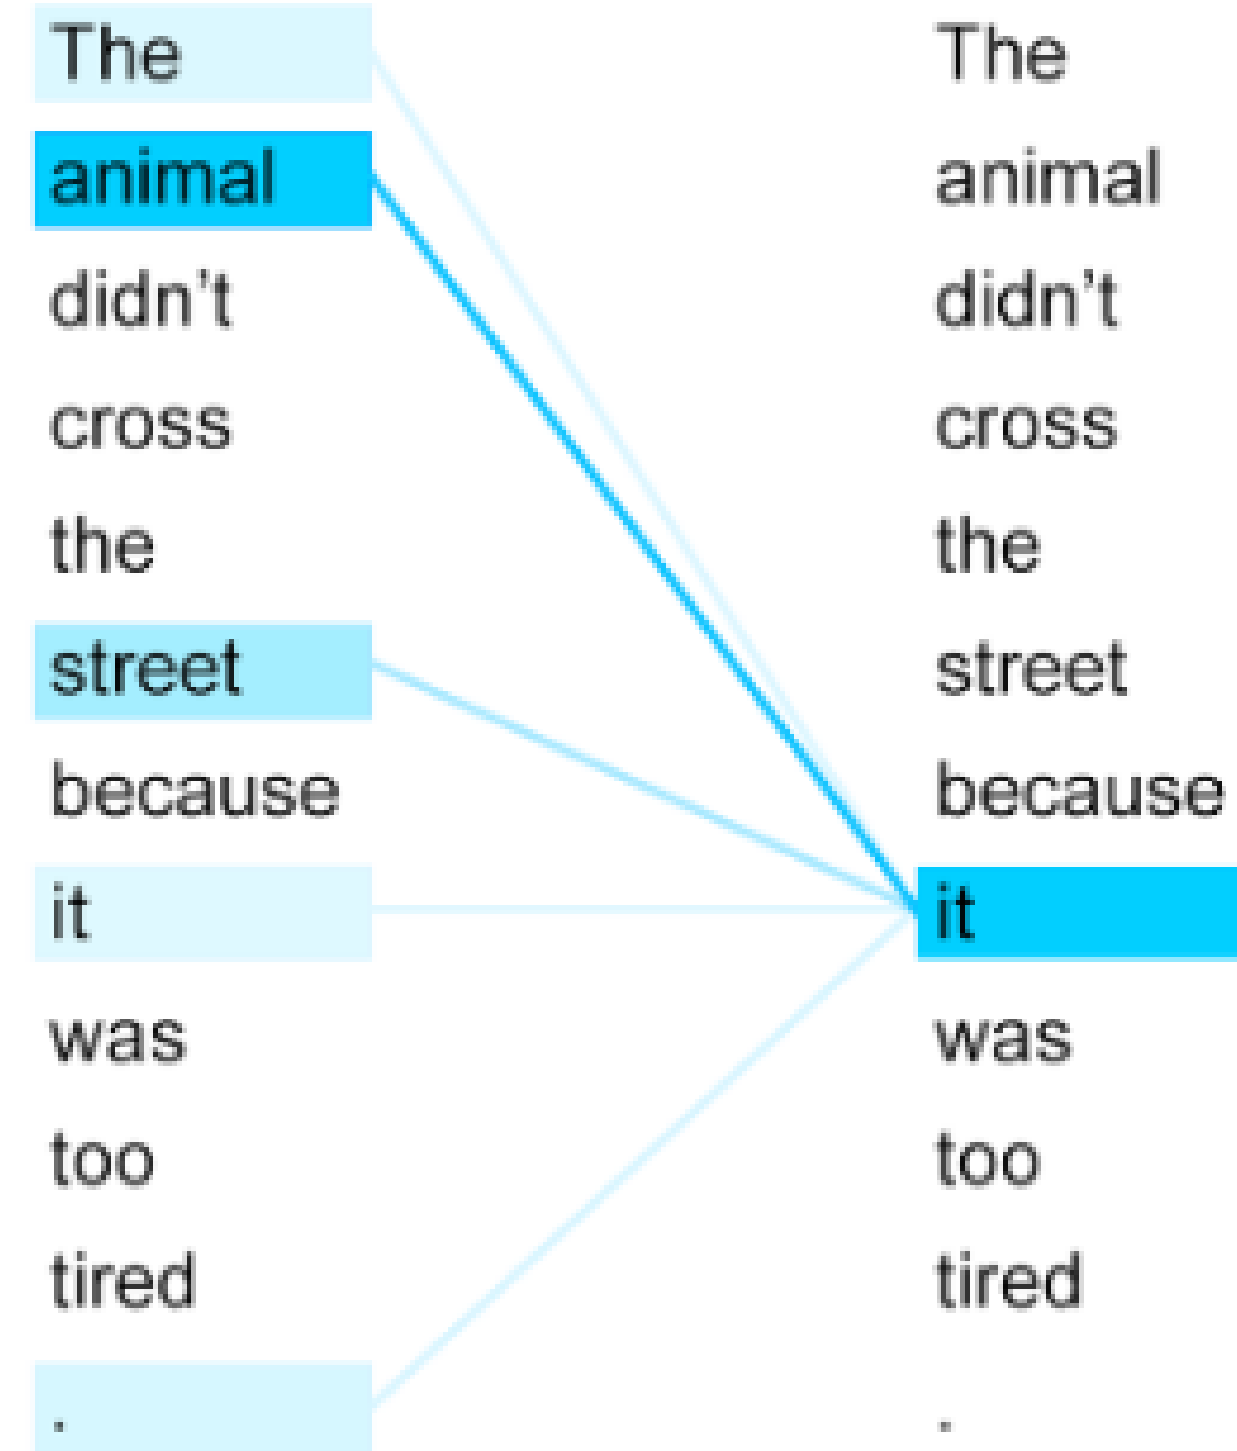 The The
animal animal
didn’t didn’t
cross cross
the the
street street
because because
it it
was was
too too
tired tired
. .